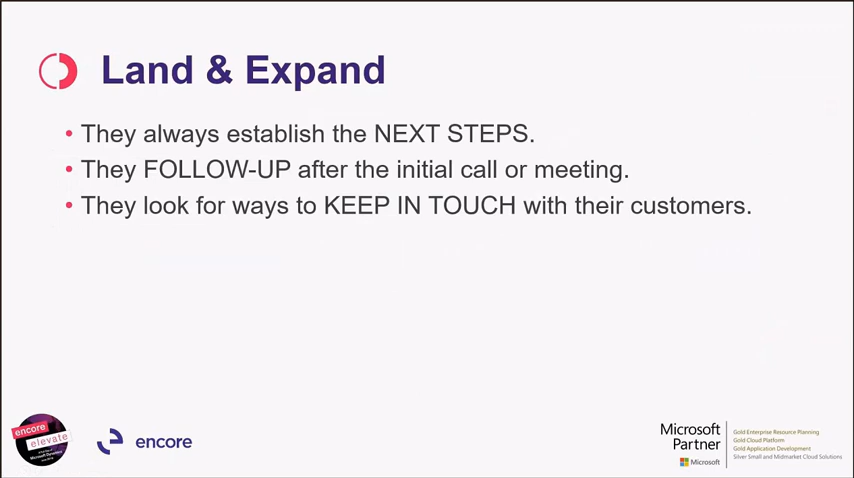 Land & Expand
• They always establish the NEXT STEPS.
• They FOLLOW-UP after the initial call or meeting.
• They look for ways to KEEP IN TOUCH with their customers.
encore
elevate
Microsoft Dynamics
encore
Microsoft
Partner
Microsoft
Gold Enterprise Resource Planning
Gold Cloud Platform
Gold Application Development
Silver Small and Midmarket Cloud Solutions